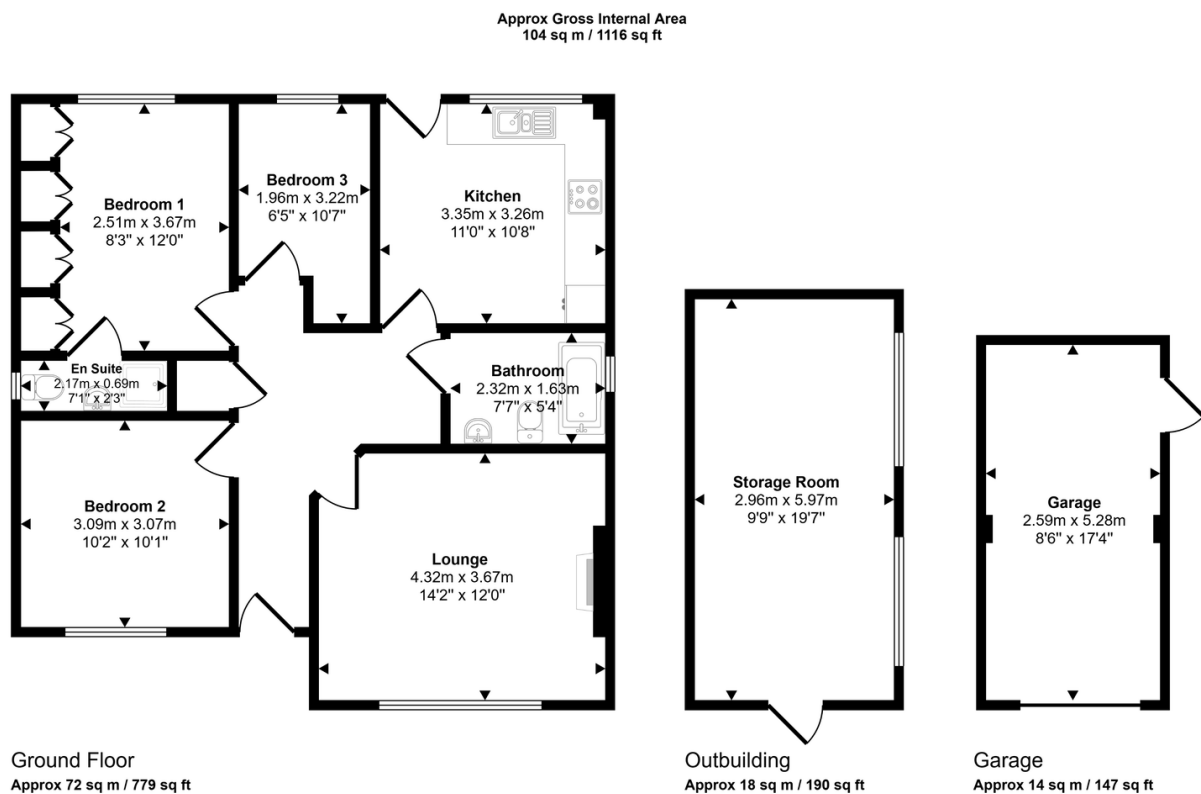 Approx Gross Internal Area
104 sq m / 1116 sq ft
Bedroom 1
2.51m x 3.67m
8'3" x 12'0"
Bedroom 3
1.96m x 3.22m
6'5" x 10'7"
Kitchen
3.35m x 3.26m
11'0" x 10'8"
En Suite
2.17m x 0.69m
7'1" x 2'3"
Bathroom
2.32m x 1.63m
7'7" x 5'4"
Bedroom 2
3.09m x 3.07m
10'2" x 10'1"
Lounge
4.32m x 3.67m
14'2" x 12'0"
Storage Room
2.96m x 5.97m
9'9" x 19'7"
Garage
2.59m x 5.28m
8'6" x 17'4"
Ground Floor
Approx 72 sq m / 779 sq ft
Outbuilding
Approx 18 sq m / 190 sq ft
Garage
Approx 14 sq m / 147 sq ft